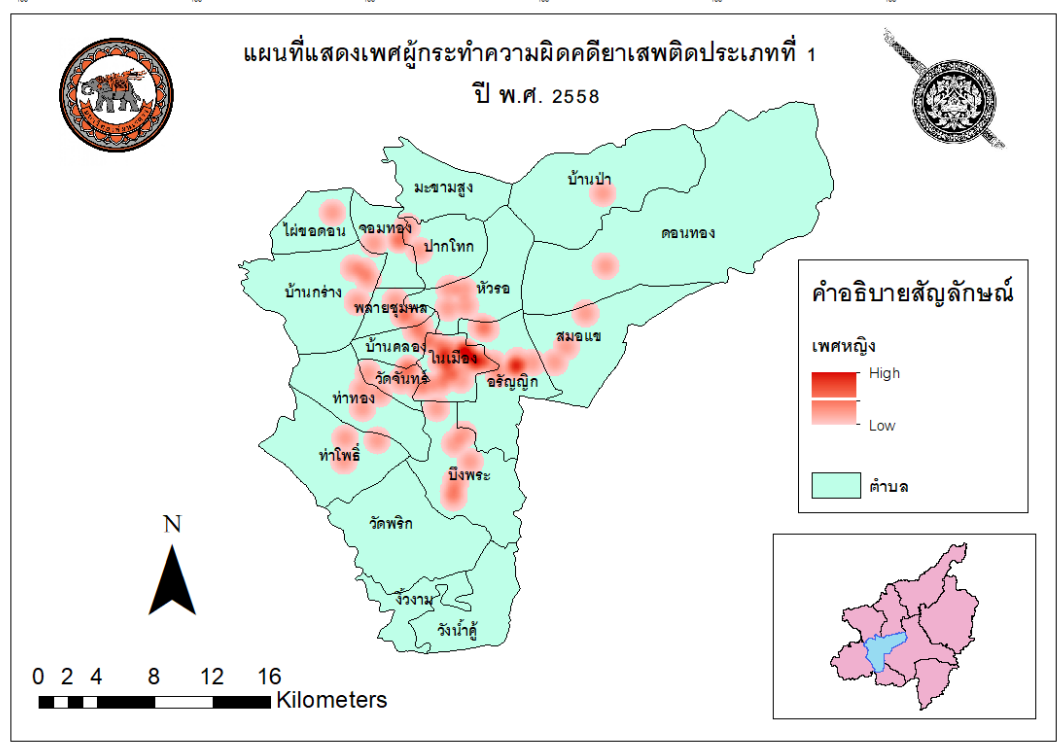 แผนที่แสดงเพศผู้กระทำความผิดคดียาเสพติดประเภทที่ 1
ปี พ.ศ. 2558
มะขามสูง
บ้านป่า
ไผ่ขอดอน
จอมทอง
ปากโทก
ดอนทอง
บ้านกร่าง
หัวรอ
พลายชุมพล
สมอแข
บ้านคลอง
ในเมือง
วัดจันทร์
อรัญญิก
ท่าทอง
ท่าโพธิ์
บึงพระ
วัดพริก
งิ้วงาม
วังน้ำคู้
คำอธิบายสัญลักษณ์
เพศหญิง
High
Low
ตำบล
N
0 2 4 8 12 16
Kilometers